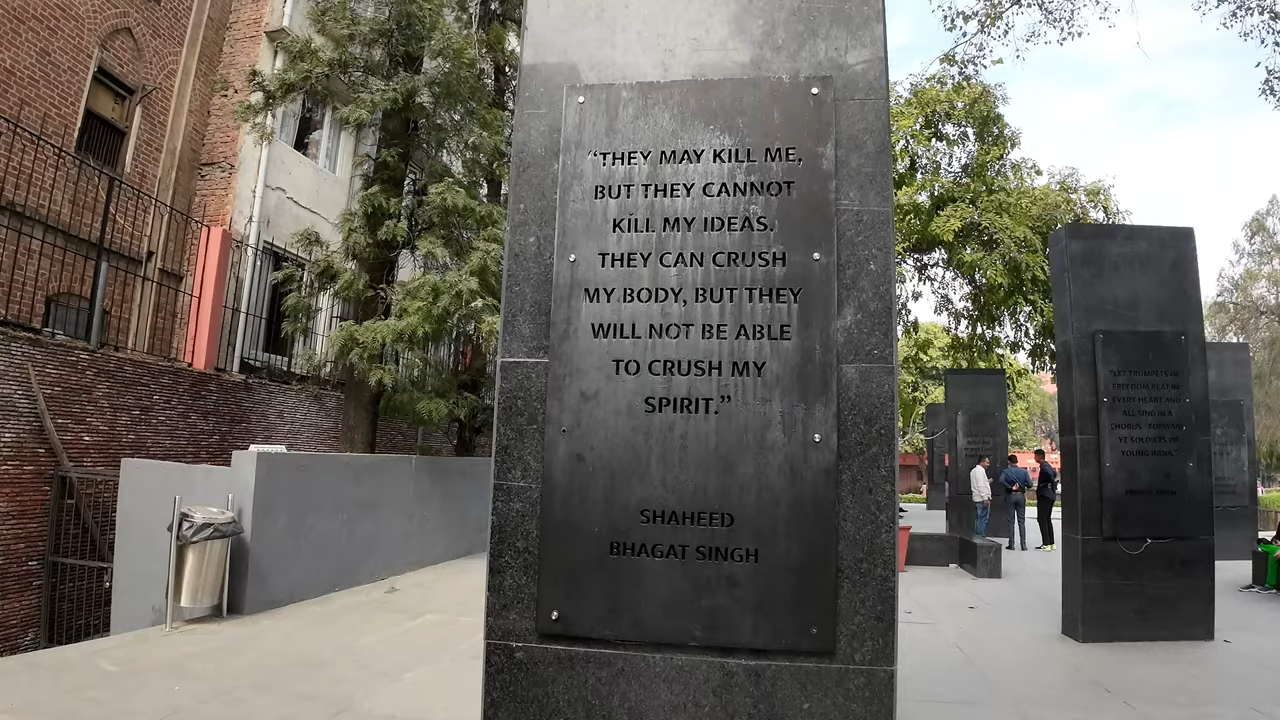 “THEY MAY KILL ME,
BUT THEY CANNOT
KILL MY IDEAS.
THEY CAN CRUSH
MY BODY, BUT THEY
WILL NOT BE ABLE
TO CRUSH MY
SPIRIT.”
SHAHEED
BHAGAT SINGH
“LET TRUMPETS OF
FREEDOM BEAT IN
EVERY HEART AND
ALL SING IN A
CHORUS - FORWARD
YE SOLDIERS OF
YOUNG INDIA.”